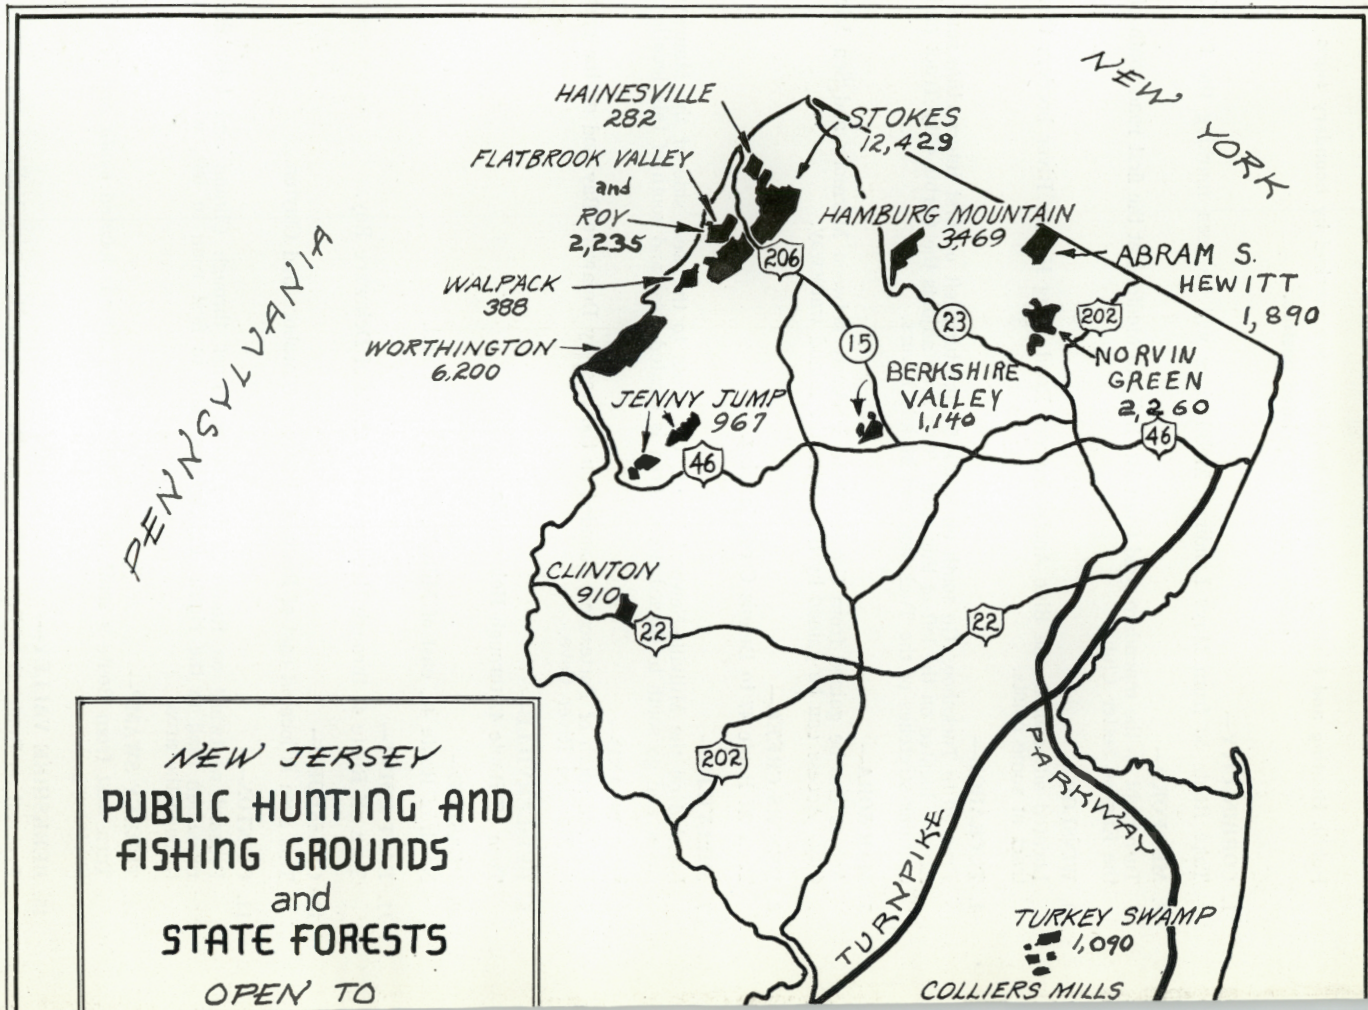 NEW YORK
PENNSYLVANIA
HAINESVILLE
282
STOKES
12,429
FLATBROOK VALLEY
and
ROY
2,235
HAMBURG MOUNTAIN
3,469
ABRAM S.
HEWITT
1,890
206
WALPACK
388
23
202
15
WORTHINGTON
6,200
NORVIN
GREEN
2,260
BERKSHIRE
VALLEY
1,140
JENNY JUMP
967
46
46
CLINTON
910
22
22
202
PARKWAY
TURNPIKE
TURKEY SWAMP
1,090
COLLIERS MILLS
NEW JERSEY
PUBLIC HUNTING AND
FISHING GROUNDS
and
STATE FORESTS
OPEN TO